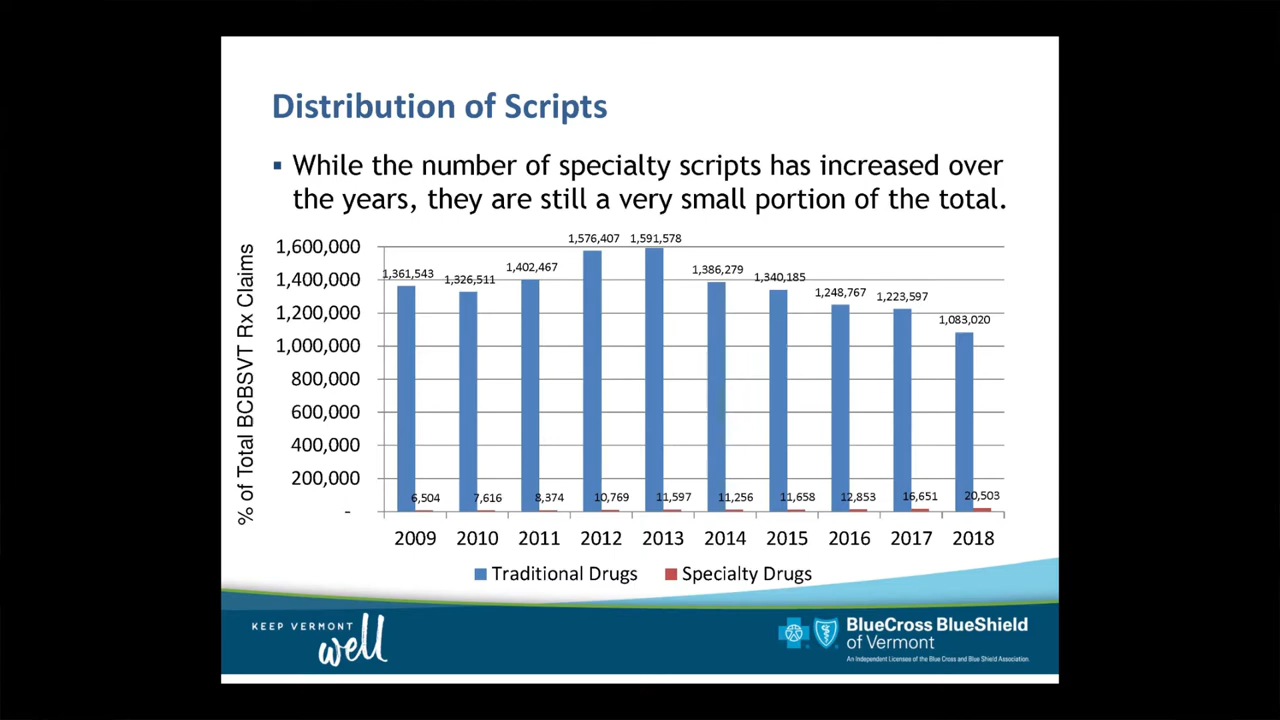 Distribution of Scripts
▪ While the number of specialty scripts has increased over
the years, they are still a very small portion of the total.
% of Total BCBSVT Rx Claims
1,600,000
1,400,000
1,200,000
1,000,000
800,000
600,000
400,000
200,000
-
1,361,543
1,326,511
1,402,467
1,576,407
1,591,578
1,386,279
1,340,185
1,248,767
1,223,597
1,083,020
6,504
7,616
8,374
10,769
11,597
11,256
11,658
12,853
16,651
20,503
2009 2010 2011 2012 2013 2014 2015 2016 2017 2018
Traditional Drugs Specialty Drugs
KEEP VERMONT
well
BlueCross BlueShield
of Vermont
An Independent Licensee of the Blue Cross and Blue Shield Association.